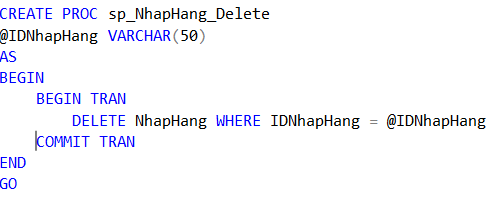 CREATE PROC sp_NhapHang_Delete
@IDNhapHang VARCHAR(50)
AS
BEGIN
BEGIN TRAN
DELETE NhapHang WHERE IDNhapHang = @IDNhapHang
COMMIT TRAN
END
GO